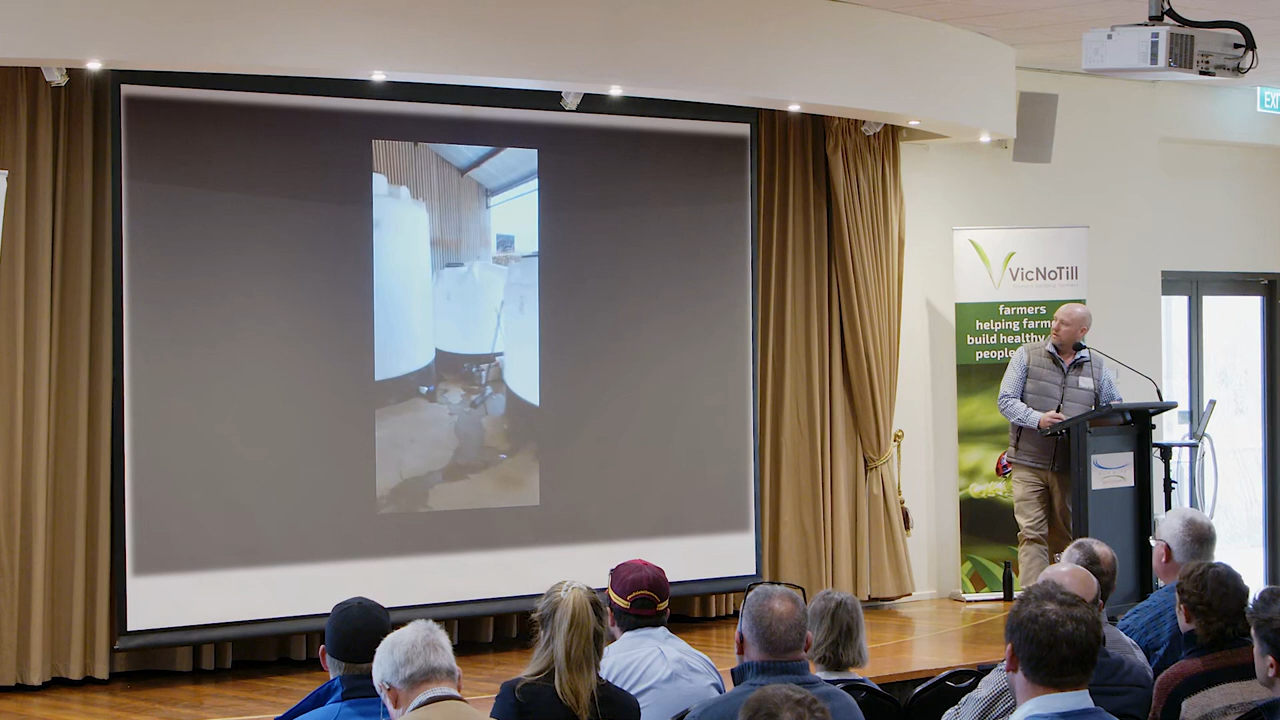 EXI
VicNoTill
farmers
helping farm
build healthy
people